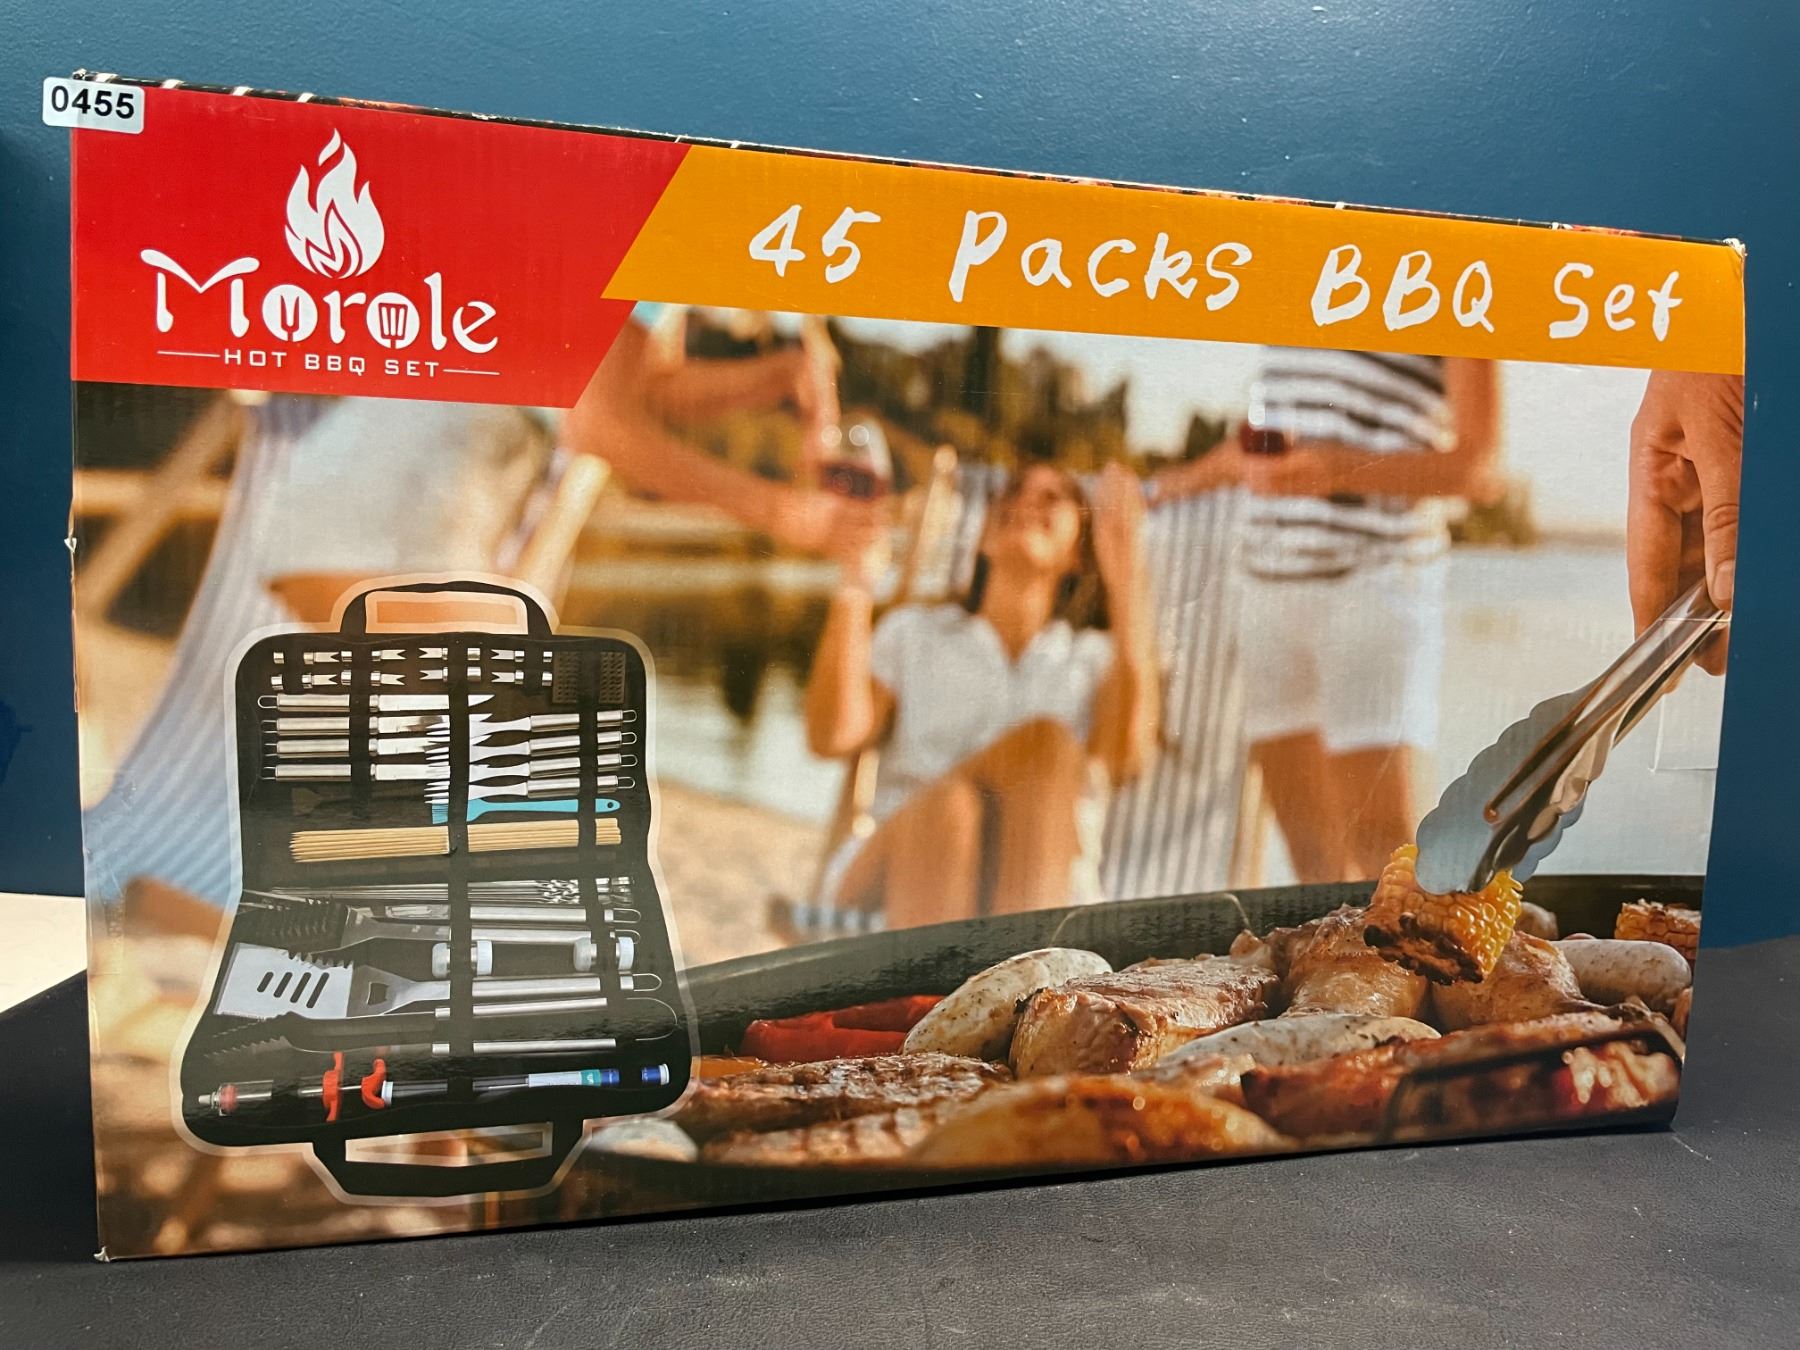 0455
Morole
HOT BBQ SET
45 Packs BBQ Set